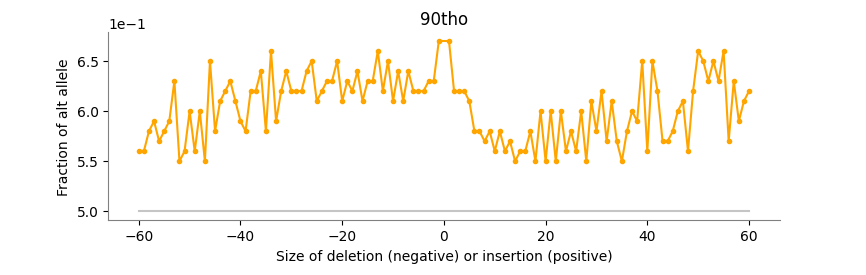 90tho
1e−1
6.5
6.0
5.5
5.0
Fraction of alt allele
−60 −40 −20 0 20 40 60
Size of deletion (negative) or insertion (positive)